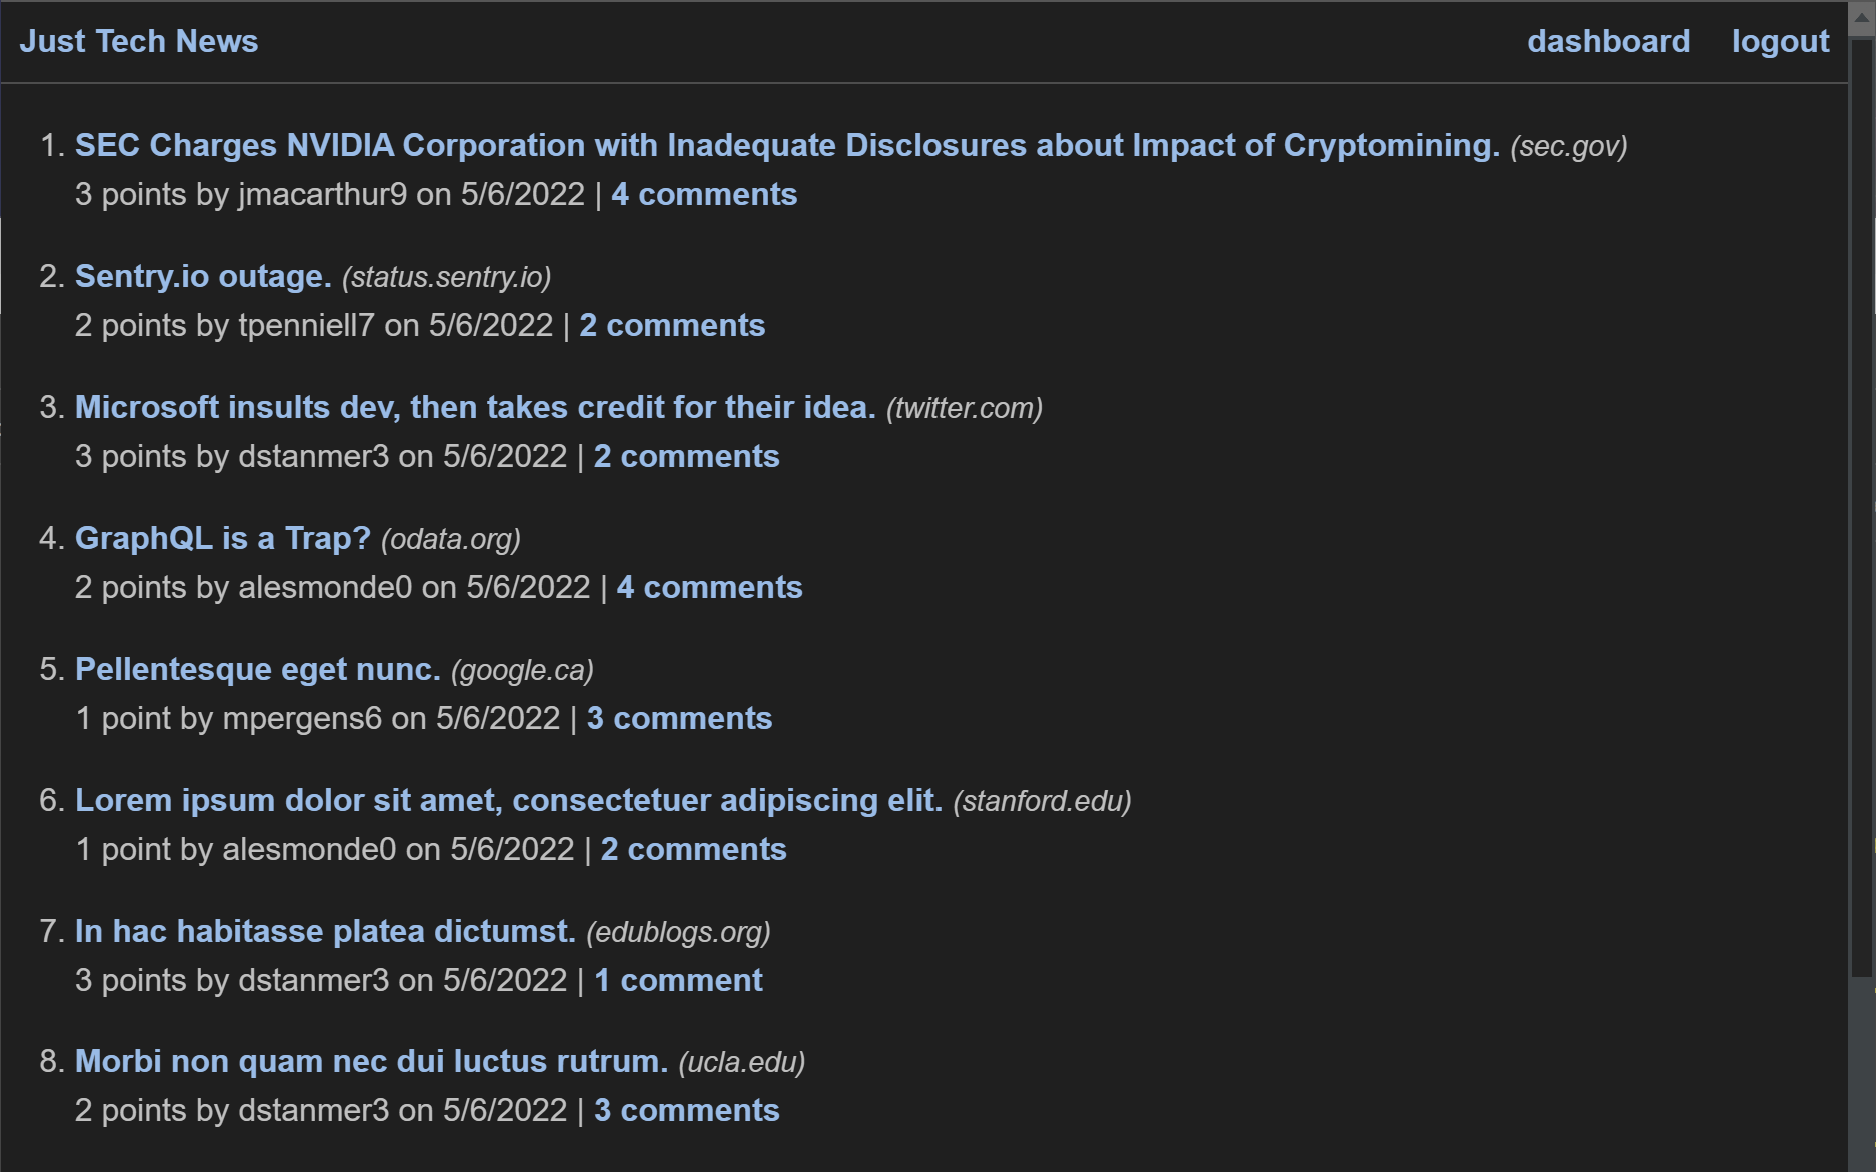 Just Tech News dashboard logout
1. SEC Charges NVIDIA Corporation with Inadequate Disclosures about Impact of Cryptomining. (sec.gov)
3 points by jmacarthur9 on 5/6/2022 | 4 comments
2. Sentry.io outage. (status.sentry.io)
2 points by tpenniell7 on 5/6/2022 | 2 comments
3. Microsoft insults dev, then takes credit for their idea. (twitter.com)
3 points by dstanmer3 on 5/6/2022 | 2 comments
4. GraphQL is a Trap? (odata.org)
2 points by alesmonde0 on 5/6/2022 | 4 comments
5. Pellentesque eget nunc. (google.ca)
1 point by mpergens6 on 5/6/2022 | 3 comments
6. Lorem ipsum dolor sit amet, consectetuer adipiscing elit. (stanford.edu)
1 point by alesmonde0 on 5/6/2022 | 2 comments
7. In hac habitasse platea dictumst. (edublogs.org)
3 points by dstanmer3 on 5/6/2022 | 1 comment
8. Morbi non quam nec dui luctus rutrum. (ucla.edu)
2 points by dstanmer3 on 5/6/2022 | 3 comments